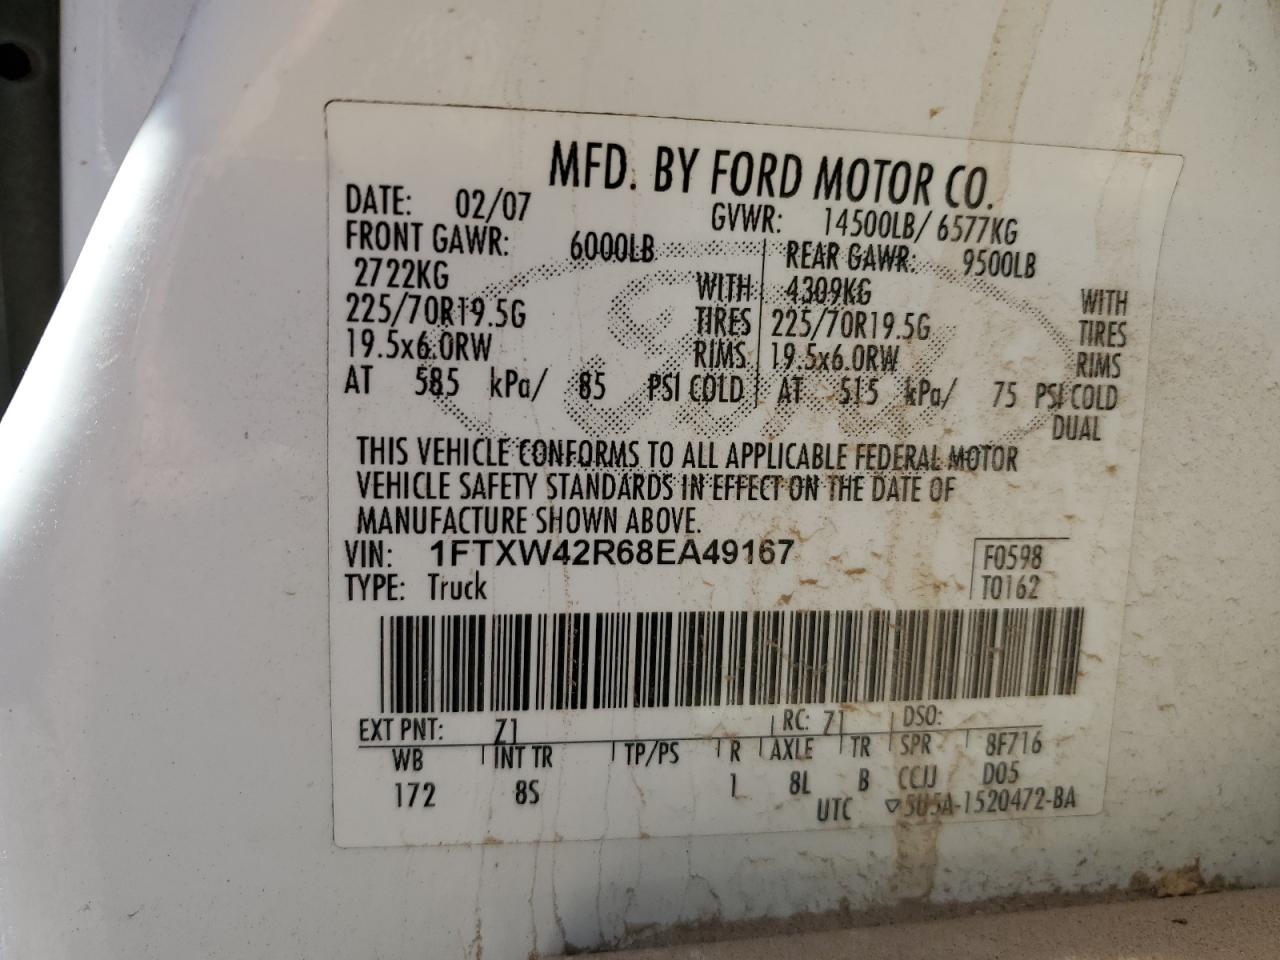 MFD. BY FORD MOTOR CO.
DATE: 02/07 GVWR: 14500LB/ 6577KG
FRONT GAWR: 6000LB REAR GAWR: 9500LB
2722KG WITH 4309KG WITH
225/70R19.5G TIRES 225/70R19.5G TIRES
19.5x6.0RW RIMS 19.5x6.0RW RIMS
AT 585 kPa/ 85 PSI COLD AT 515 kPa/ 75 PSI COLD
DUAL
THIS VEHICLE CONFORMS TO ALL APPLICABLE FEDERAL MOTOR
VEHICLE SAFETY STANDARDS IN EFFECT ON THE DATE OF
MANUFACTURE SHOWN ABOVE.
VIN: 1FTXW42R68EA49167 F0598
TYPE: Truck T0162
EXT PNT: Z1 RC: 71 DSO:
WB INT TR TP/PS R AXLE TR SPR 8F716
172 8S 1 8L B CCJJ D05
UTC ▽5U5A-1520472-BA